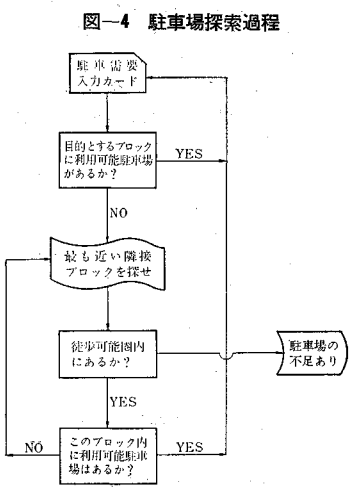 図―4 駐車場探索過程
駐車需要
入力カード
目的とするブロック
に利用可能駐車場
があるか?
YES
NO
最も近い隣接
ブロックを探せ
徒歩可能圏内
にあるか?
駐車場の
不足あり
YES
このブロック内
に利用可能駐車
場はあるか?
NO
YES